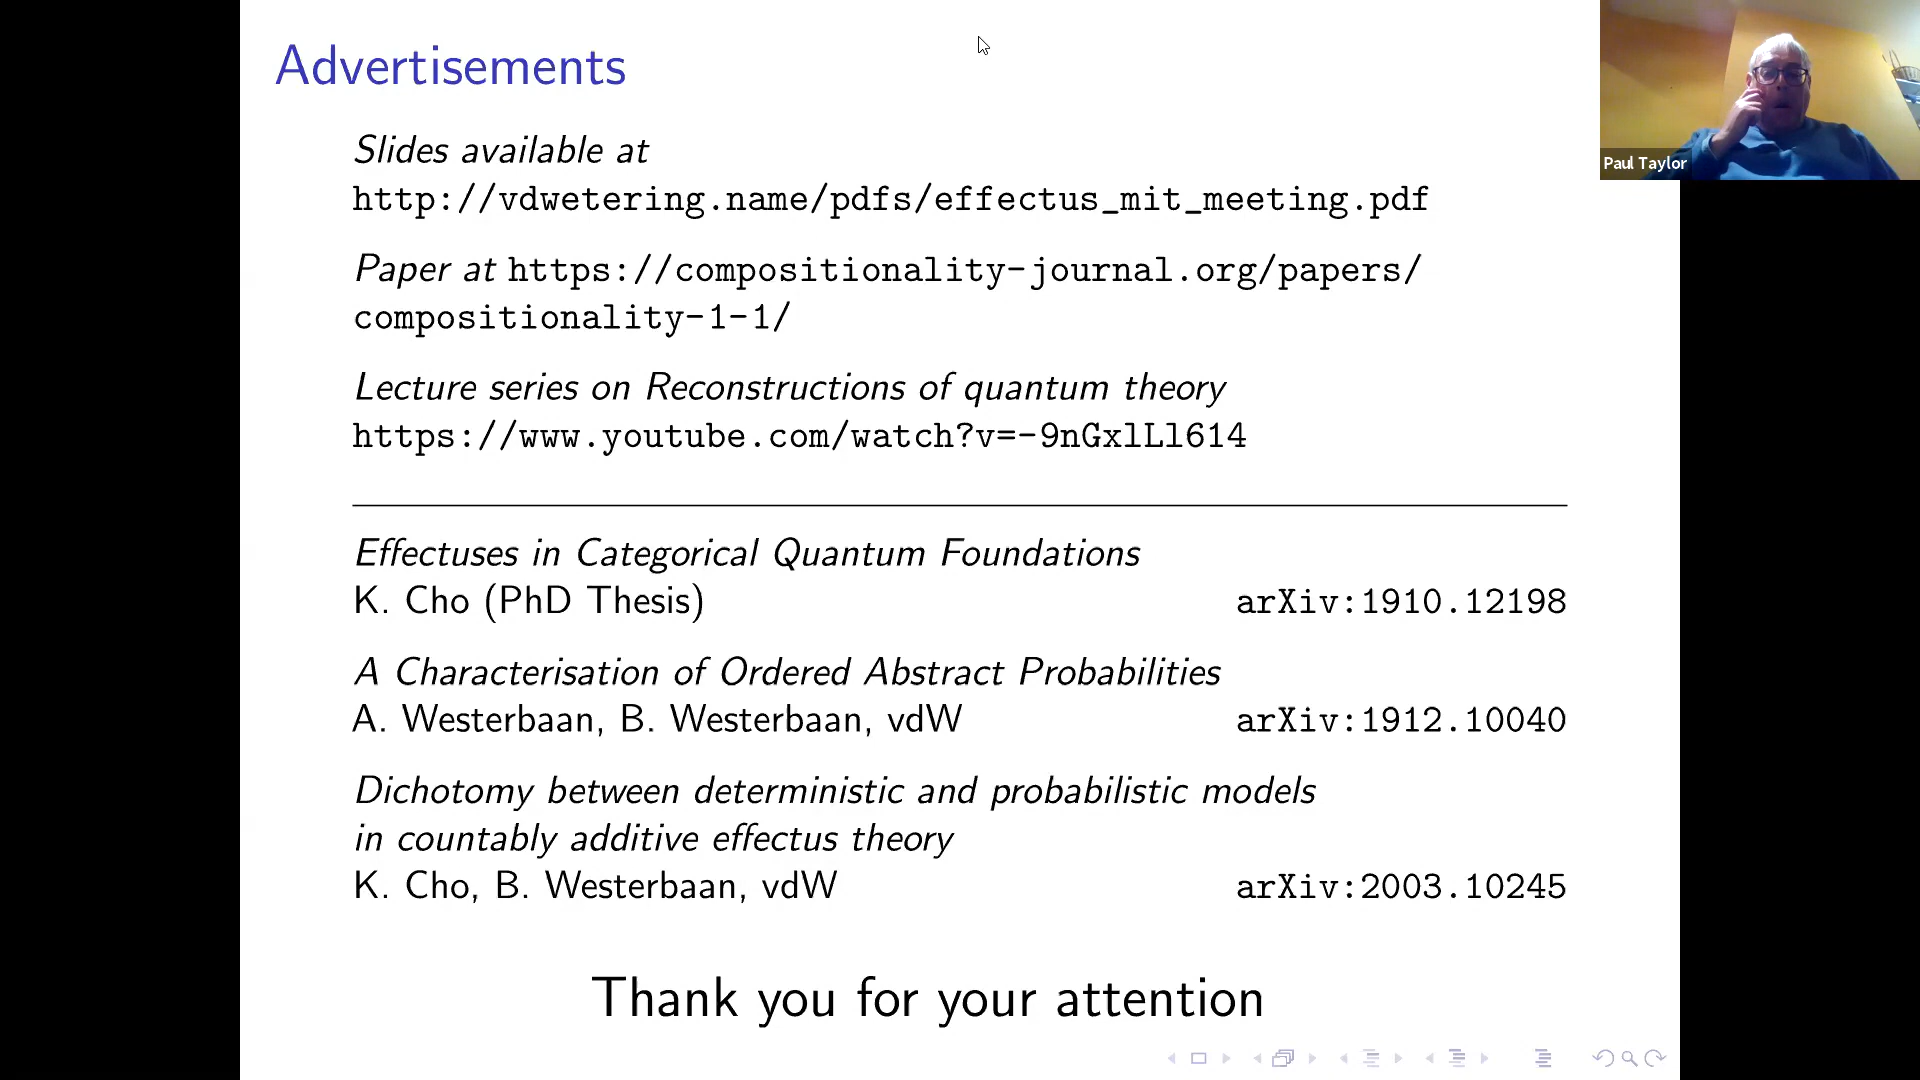 Advertisements
Slides available at
http://vdwetering.name/pdfs/effectus_mit_meeting.pdf
Paper at https://compositionality-journal.org/papers/
compositionality-1-1/
Lecture series on Reconstructions of quantum theory
https://www.youtube.com/watch?v=-9nGxlLl614
Effectuses in Categorical Quantum Foundations
K. Cho (PhD Thesis) arXiv:1910.12198
A Characterisation of Ordered Abstract Probabilities
A. Westerbaan, B. Westerbaan, vdW arXiv:1912.10040
Dichotomy between deterministic and probabilistic models
in countably additive effectus theory
K. Cho, B. Westerbaan, vdW arXiv:2003.10245
Thank you for your attention
Paul Taylor